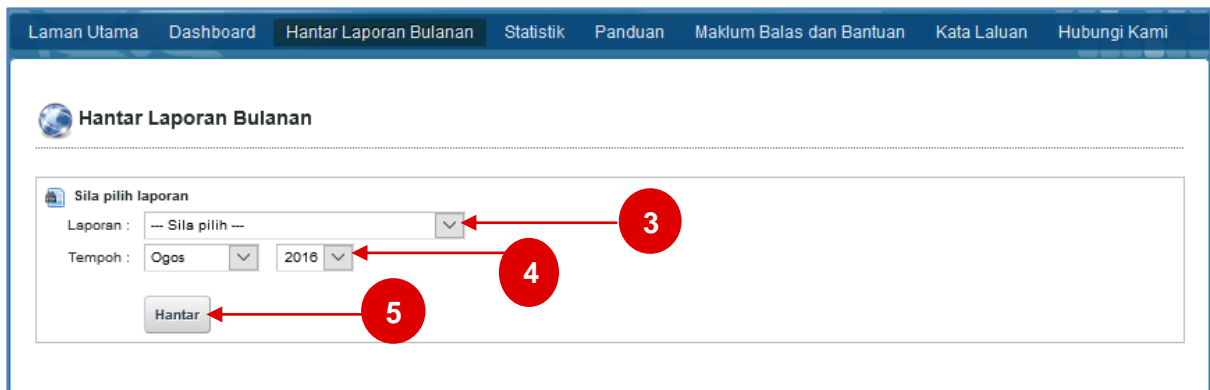 Laman Utama Dashboard Hantar Laporan Bulanan Statistik Panduan Maklum Balas dan Bantuan Kata Laluan Hubungi Kami
Hantar Laporan Bulanan
Sila pilih laporan
Laporan : --- Sila pilih --- 3
Tempoh : Ogos 2016 4
Hantar 5